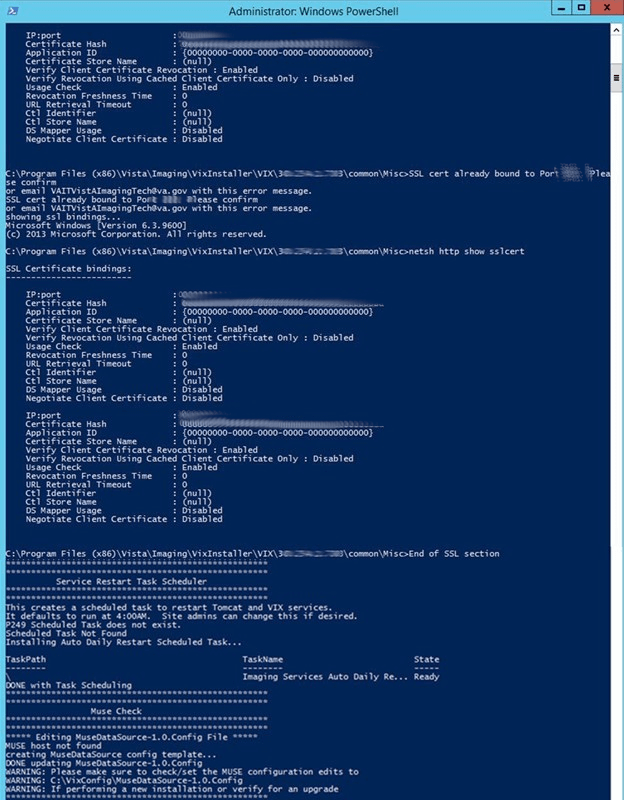 Administrator: Windows PowerShell
IP:port :
Certificate Hash :
Application ID : {00000000-0000-0000-0000-000000000000}
Certificate Store Name : (null)
Verify Client Certificate Revocation : Enabled
Verify Revocation Using Cached Client Certificate Only : Disabled
Usage Check : Enabled
Revocation Freshness Time : 0
URL Retrieval Timeout : 0
Ctl Identifier : (null)
Ctl Store Name : (null)
DS Mapper Usage : Disabled
Negotiate Client Certificate : Disabled
C:\Program Files (x86)\Vista\Imaging\VixInstaller\VIX\ \common\Misc>SSL cert already bound to Port Plea
se confirm
or email VAITVistAImagingTech@va.gov with this error message.
SSL cert already bound to Port Please confirm
or email VAITVistAImagingTech@va.gov with this error message.
showing ssl bindings...
Microsoft Windows [Version 6.3.9600]
(c) 2013 Microsoft Corporation. All rights reserved.
C:\Program Files (x86)\Vista\Imaging\VixInstaller\VIX\ \common\Misc>netsh http show sslcert
SSL Certificate bindings:
-------------------------
IP:port :
Certificate Hash :
Application ID : {00000000-0000-0000-0000-000000000000}
Certificate Store Name : (null)
Verify Client Certificate Revocation : Enabled
Verify Revocation Using Cached Client Certificate Only : Disabled
Usage Check : Enabled
Revocation Freshness Time : 0
URL Retrieval Timeout : 0
Ctl Identifier : (null)
Ctl Store Name : (null)
DS Mapper Usage : Disabled
Negotiate Client Certificate : Disabled
IP:port :
Certificate Hash :
Application ID : {00000000-0000-0000-0000-000000000000}
Certificate Store Name : (null)
Verify Client Certificate Revocation : Enabled
Verify Revocation Using Cached Client Certificate Only : Disabled
Usage Check : Enabled
Revocation Freshness Time : 0
URL Retrieval Timeout : 0
Ctl Identifier : (null)
Ctl Store Name : (null)
DS Mapper Usage : Disabled
Negotiate Client Certificate : Disabled
C:\Program Files (x86)\Vista\Imaging\VixInstaller\VIX\ \common\Misc>End of SSL section
**************************************************
**************************************************
Service Restart Task Scheduler
**************************************************
**************************************************
This creates a scheduled task to restart Tomcat and VIX services.
It defaults to run at 4:00AM. Site admins can change this if desired.
P249 Scheduled Task does not exist.
Scheduled Task Not Found
Installing Auto Daily Restart Scheduled Task...
TaskPath TaskName State
-------- -------- -----
\ Imaging Services Auto Daily Re... Ready
DONE with Task Scheduling
**************************************************
**************************************************
Muse Check
**************************************************
**************************************************
***** Editing MuseDataSource-1.0.Config File *****
MUSE host not found
creating MuseDataSource config template...
DONE updating MuseDataSource-1.0.Config
WARNING: Please make sure to check/set the MUSE configuration edits to
WARNING: C:\VixConfig\MuseDataSource-1.0.Config
WARNING: If performing a new installation or verify for an upgrade
**************************************************